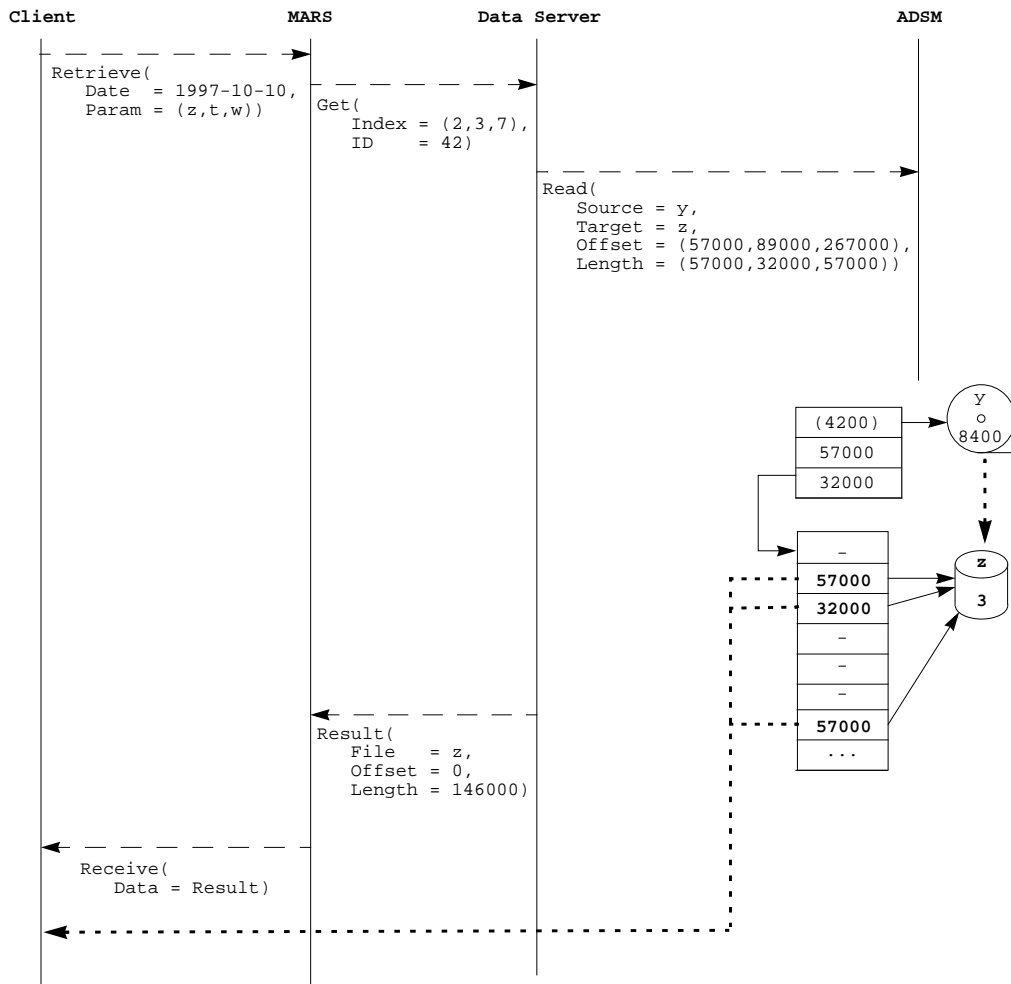 Client MARS Data Server ADSM
Retrieve(
Date = 1997-10-10,
Param = (z,t,w))
Get(
Index = (2,3,7),
ID = 42)
Read(
Source = y,
Target = z,
Offset = (57000,89000,267000),
Length = (57000,32000,57000))
Y
8400
(4200)
57000
32000
-
57000
32000
-
-
-
57000
...
z
3
Result(
File = z,
Offset = 0,
Length = 146000)
Receive(
Data = Result)